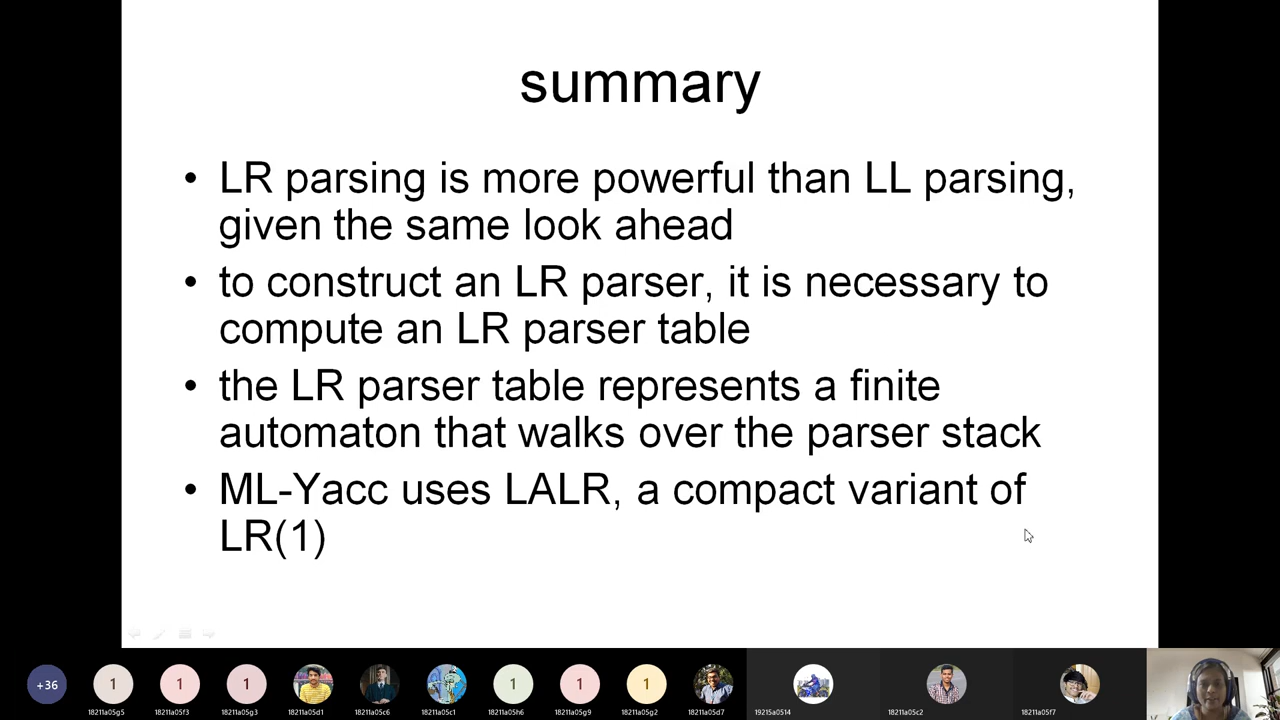 summary
• LR parsing is more powerful than LL parsing,
given the same look ahead
• to construct an LR parser, it is necessary to
compute an LR parser table
• the LR parser table represents a finite
automaton that walks over the parser stack
• ML-Yacc uses LALR, a compact variant of
LR(1)
+36 1 1 1 1 1 1
18211a05g5 18211a05f3 18211a05g3 18211a05d1 18211a05c6 18211a05c1 18211a05h6 18211a05g9 18211a05g2 18211a05d7 19215a0514 18211a05c2 18211a05f7